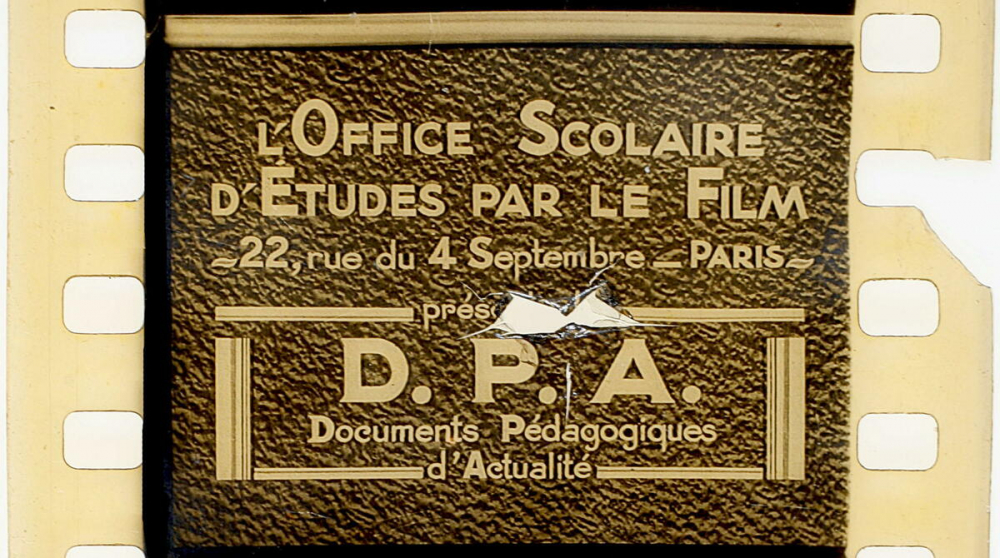 L'OFFICE SCOLAIRE
D'ÉTUDES PAR LE FILM
~22, rue du 4 Septembre _ PARIS~
D. P. A.
Documents Pédagogiques
d'Actualité